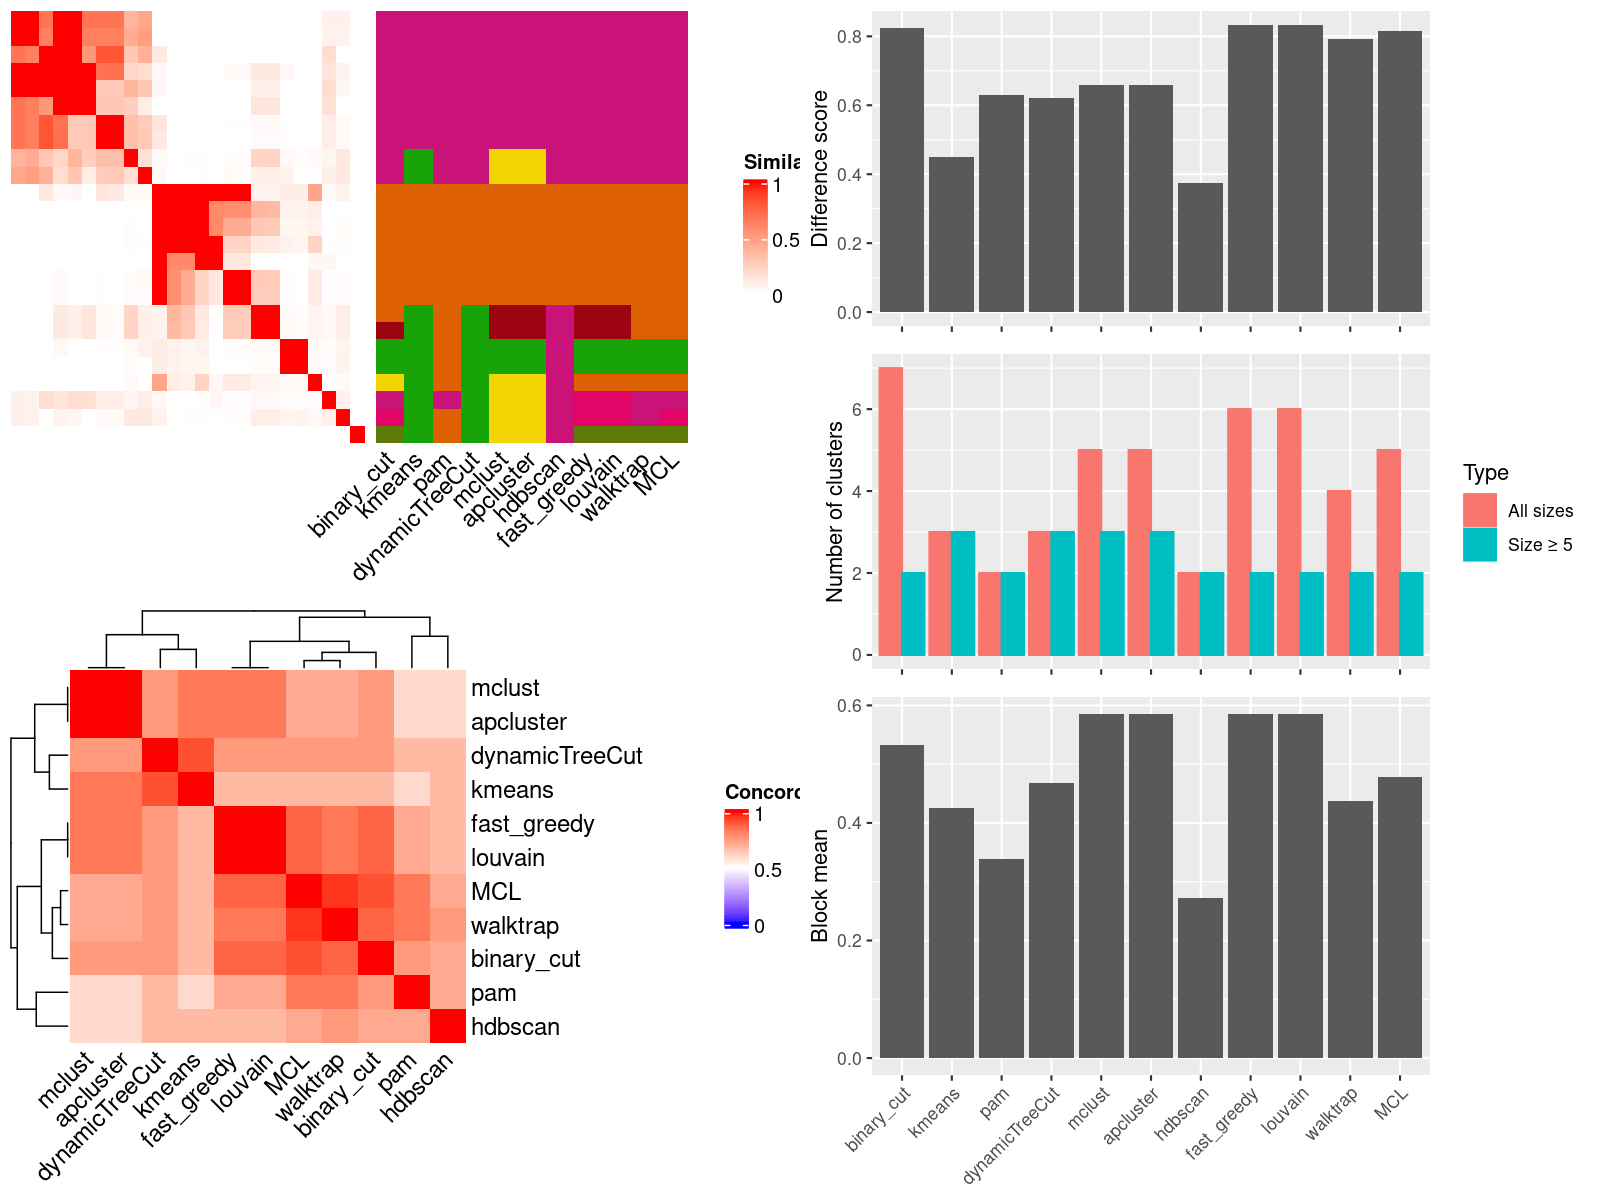 Simila
1
0.5
0
binary_cut
kmeans
pam
dynamicTreeCut
mclust
apcluster
hdbscan
fast_greedy
louvain
walktrap
MCL
mclust
apcluster
dynamicTreeCut
kmeans
fast_greedy
louvain
MCL
walktrap
binary_cut
pam
hdbscan
mclust
apcluster
dynamicTreeCut
kmeans
fast_greedy
louvain
MCL
walktrap
binary_cut
pam
hdbscan
Concord
1
0.5
0
Difference score
0.8
0.6
0.4
0.2
0.0
Number of clusters
6
4
2
0
Type
All sizes
Size ≥ 5
Block mean
0.6
0.4
0.2
0.0
binary_cut
kmeans
pam
dynamicTreeCut
mclust
apcluster
hdbscan
fast_greedy
louvain
walktrap
MCL